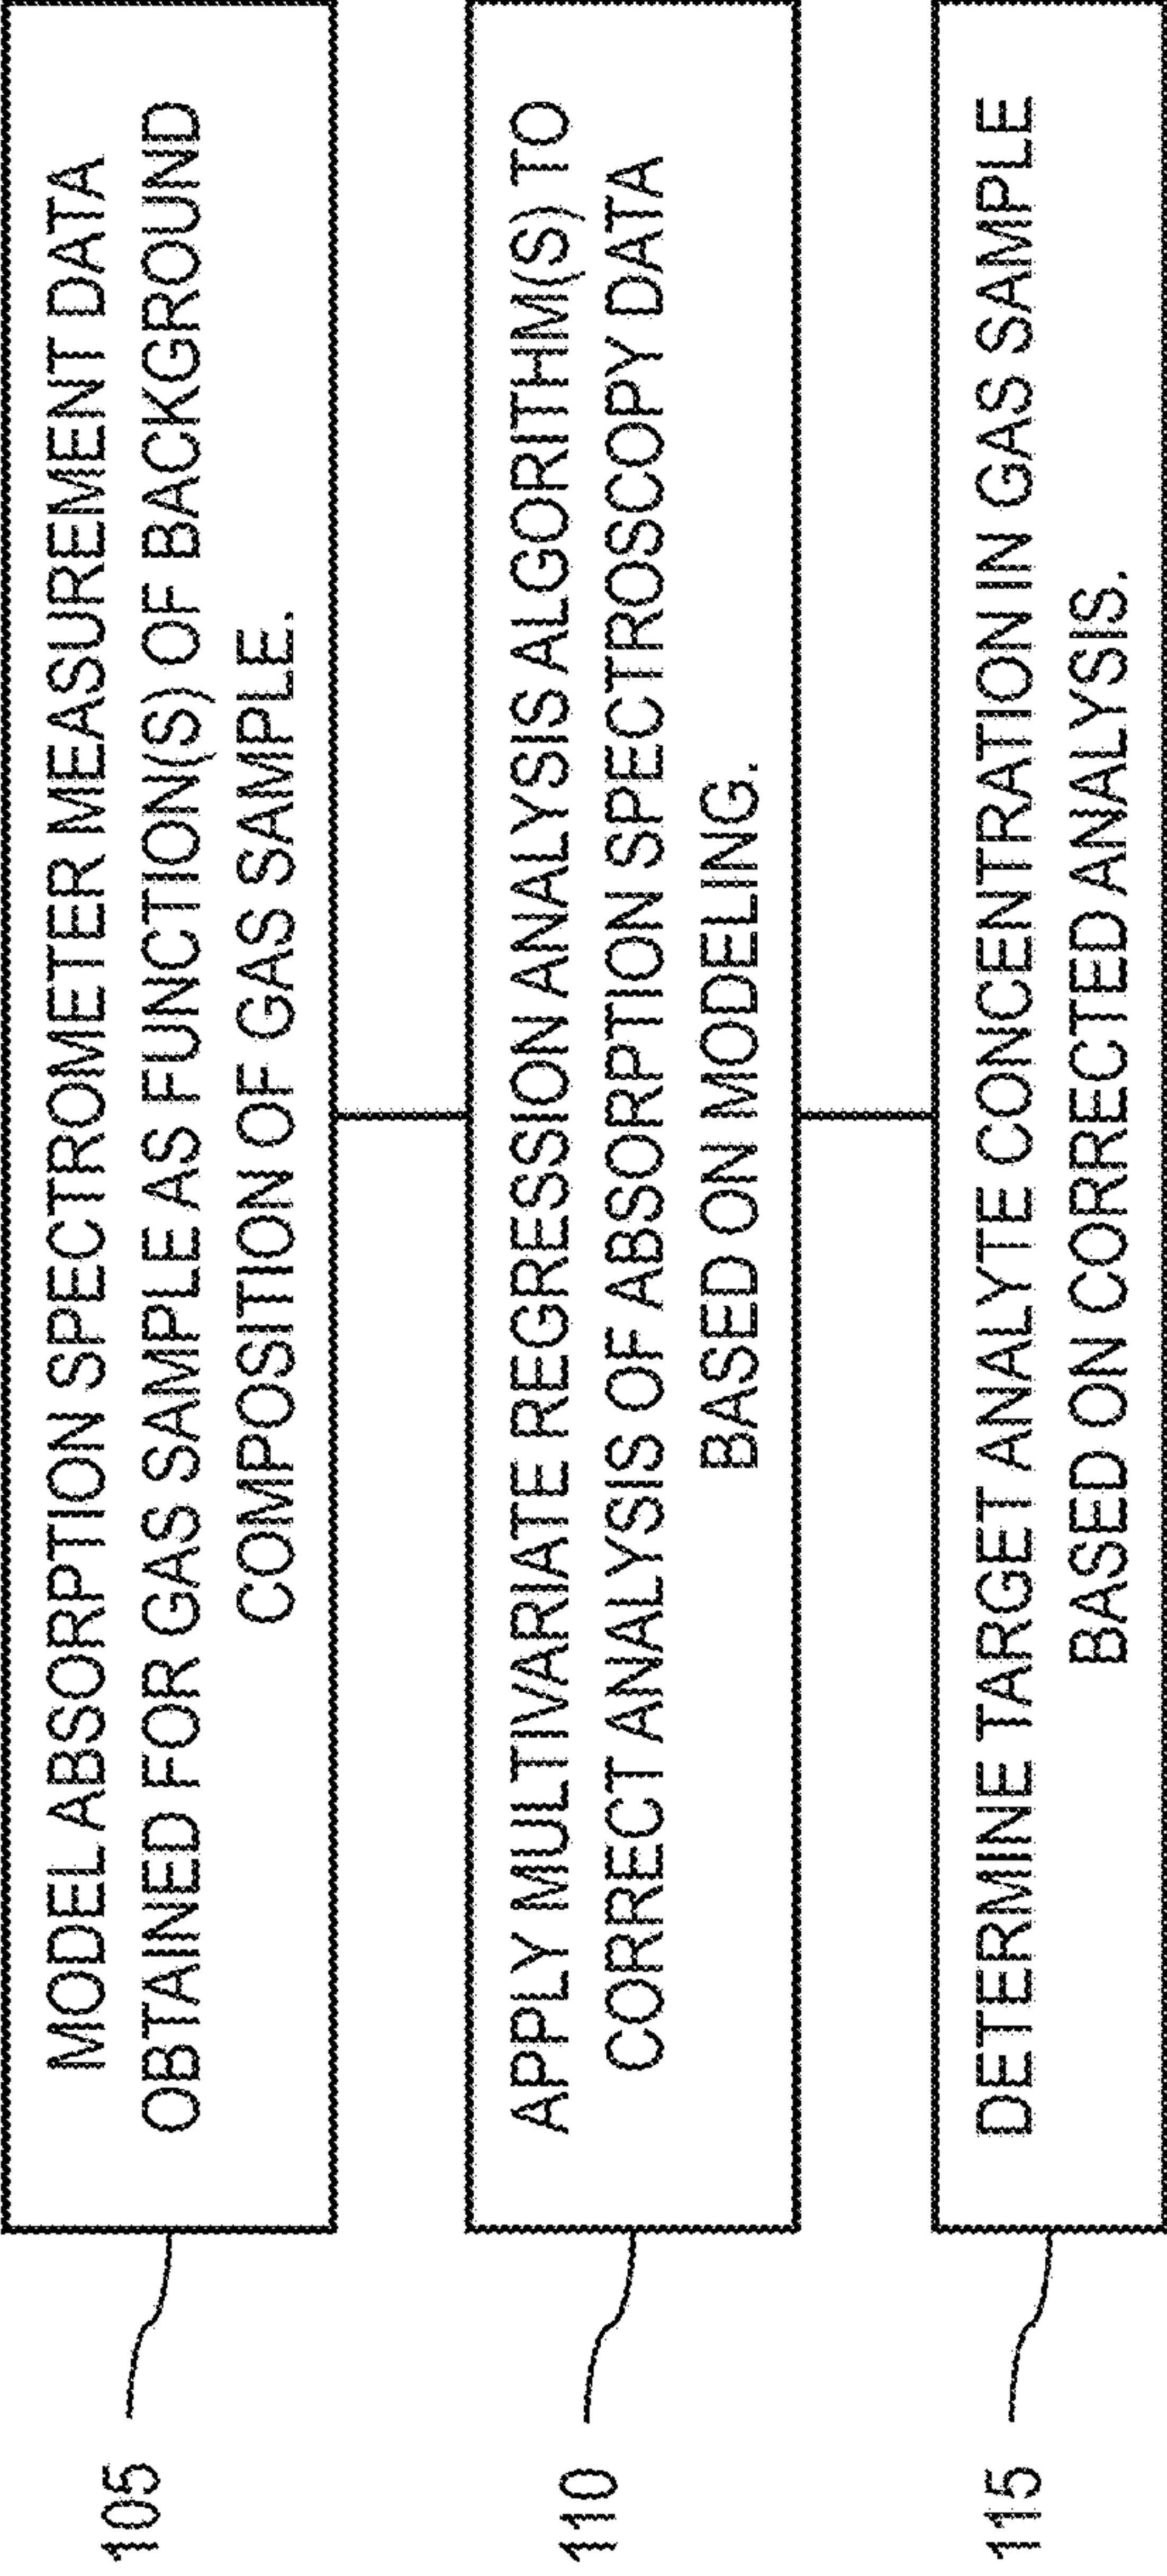 105
MODEL ABSORPTION SPECTROMETER MEASUREMENT DATA
OBTAINED FOR GAS SAMPLE AS FUNCTION(S) OF BACKGROUND
COMPOSITION OF GAS SAMPLE.
110
APPLY MULTIVARIATE REGRESSION ANALYSIS ALGORITHM(S) TO
CORRECT ANALYSIS OF ABSORPTION SPECTROSCOPY DATA
BASED ON MODELING.
115
DETERMINE TARGET ANALYTE CONCENTRATION IN GAS SAMPLE
BASED ON CORRECTED ANALYSIS.